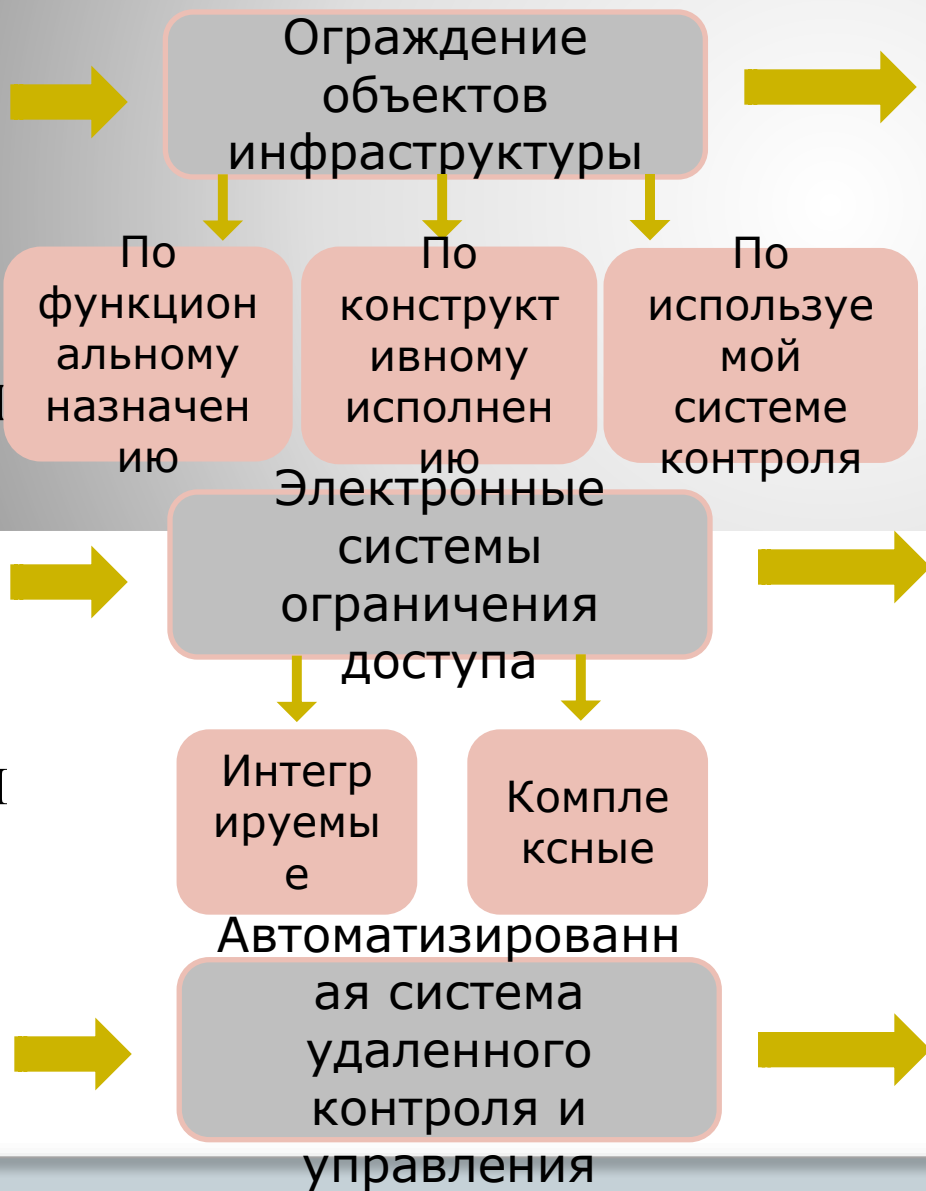 Ограждение
объектов
инфраструктуры
По
функцион
альному
назначен
ию
По
конструкт
ивному
исполнен
ию
По
используе
мой
системе
контроля
Электронные
системы
ограничения
доступа
Интегр
ируемы
е
Компле
ксные
Автоматизированн
ая система
удаленного
контроля и
управления